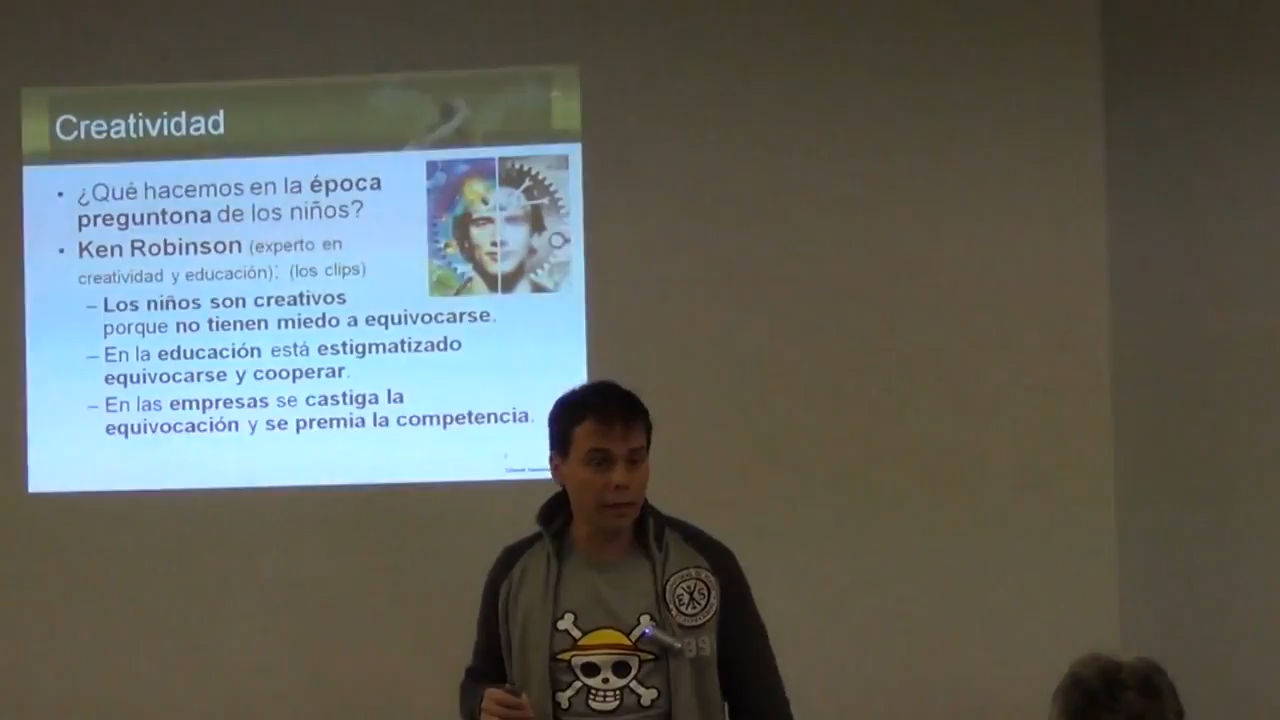 Creatividad
• ¿Qué hacemos en la época
preguntona de los niños?
• Ken Robinson (experto en
creatividad y educación): (los clips)
– Los niños son creativos
porque no tienen miedo a equivocarse.
– En la educación está estigmatizado
equivocarse y cooperar.
– En las empresas se castiga la
equivocación y se premia la competencia.
89